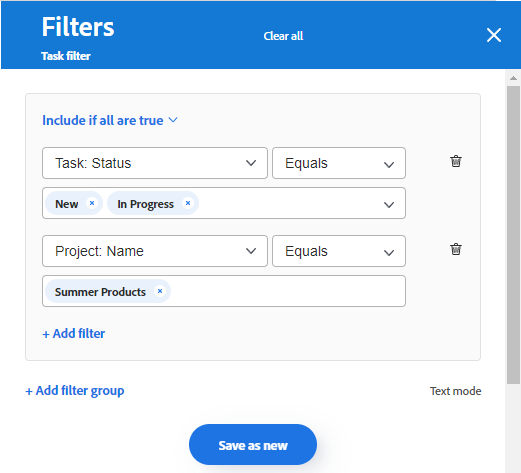 Filters
Clear all
Task filter
Include if all are true
Task: Status Equals
New × In Progress ×
Project: Name Equals
Summer Products ×
+ Add filter
+ Add filter group Text mode
Save as new